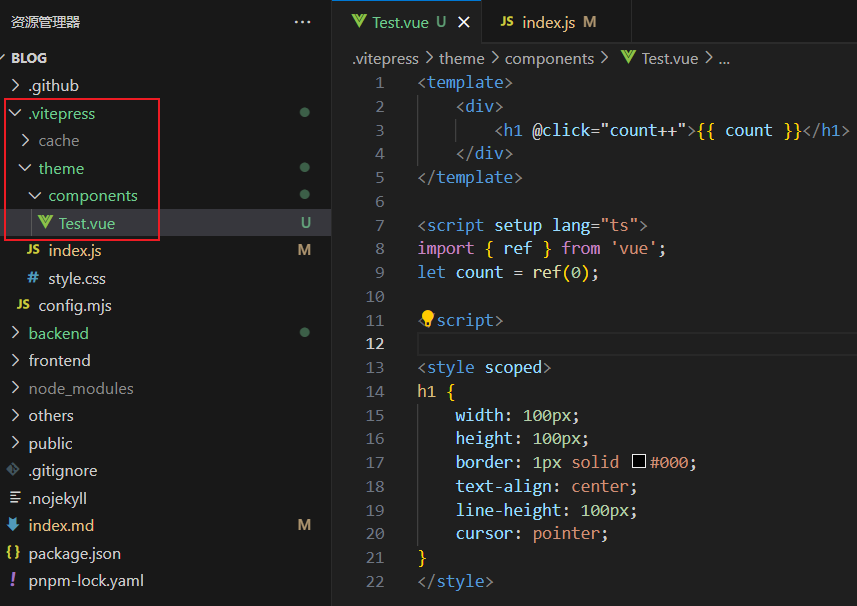 资源管理器 ···
BLOG
.github
.vitepress
cache
theme
components
Test.vue U
JS index.js M
# style.css
JS config.mjs
backend
frontend
node_modules
others
public
.gitignore
.nojekyll
index.md M
{} package.json
! pnpm-lock.yaml
Test.vue U × JS index.js M
.vitepress > theme > components > Test.vue > ...
1 <template>
2 <div>
3 <h1 @click="count++">{{ count }}</h1>
4 </div>
5 </template>
6
7 <script setup lang="ts">
8 import { ref } from 'vue';
9 let count = ref(0);
10
11 <script>
12
13 <style scoped>
14 h1 {
15 width: 100px;
16 height: 100px;
17 border: 1px solid #000;
18 text-align: center;
19 line-height: 100px;
20 cursor: pointer;
21 }
22 </style>